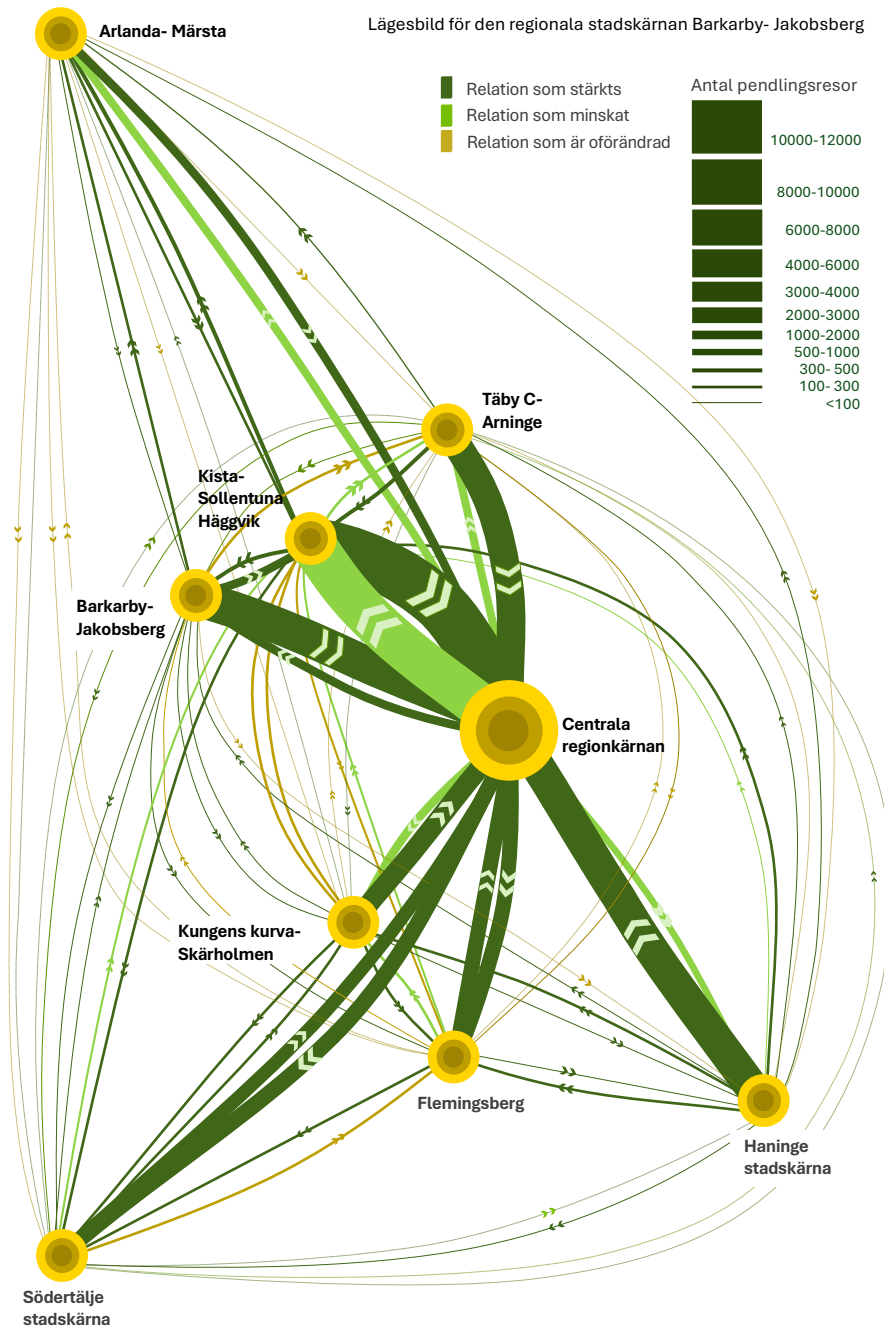 Lägesbild för den regionala stadskärnan Barkarby- Jakobsberg
Arlanda- Märsta
Relation som stärkts
Relation som minskat
Relation som är oförändrad
Antal pendlingsresor
10000-12000
8000-10000
6000-8000
4000-6000
3000-4000
2000-3000
1000-2000
500-1000
300- 500
100- 300
<100
Täby C-
Arninge
Kista-
Sollentuna
Häggvik
Barkarby-
Jakobsberg
Centrala
regionkärnan
Kungens kurva-
Skärholmen
Flemingsberg
Haninge
stadskärna
Södertälje
stadskärna